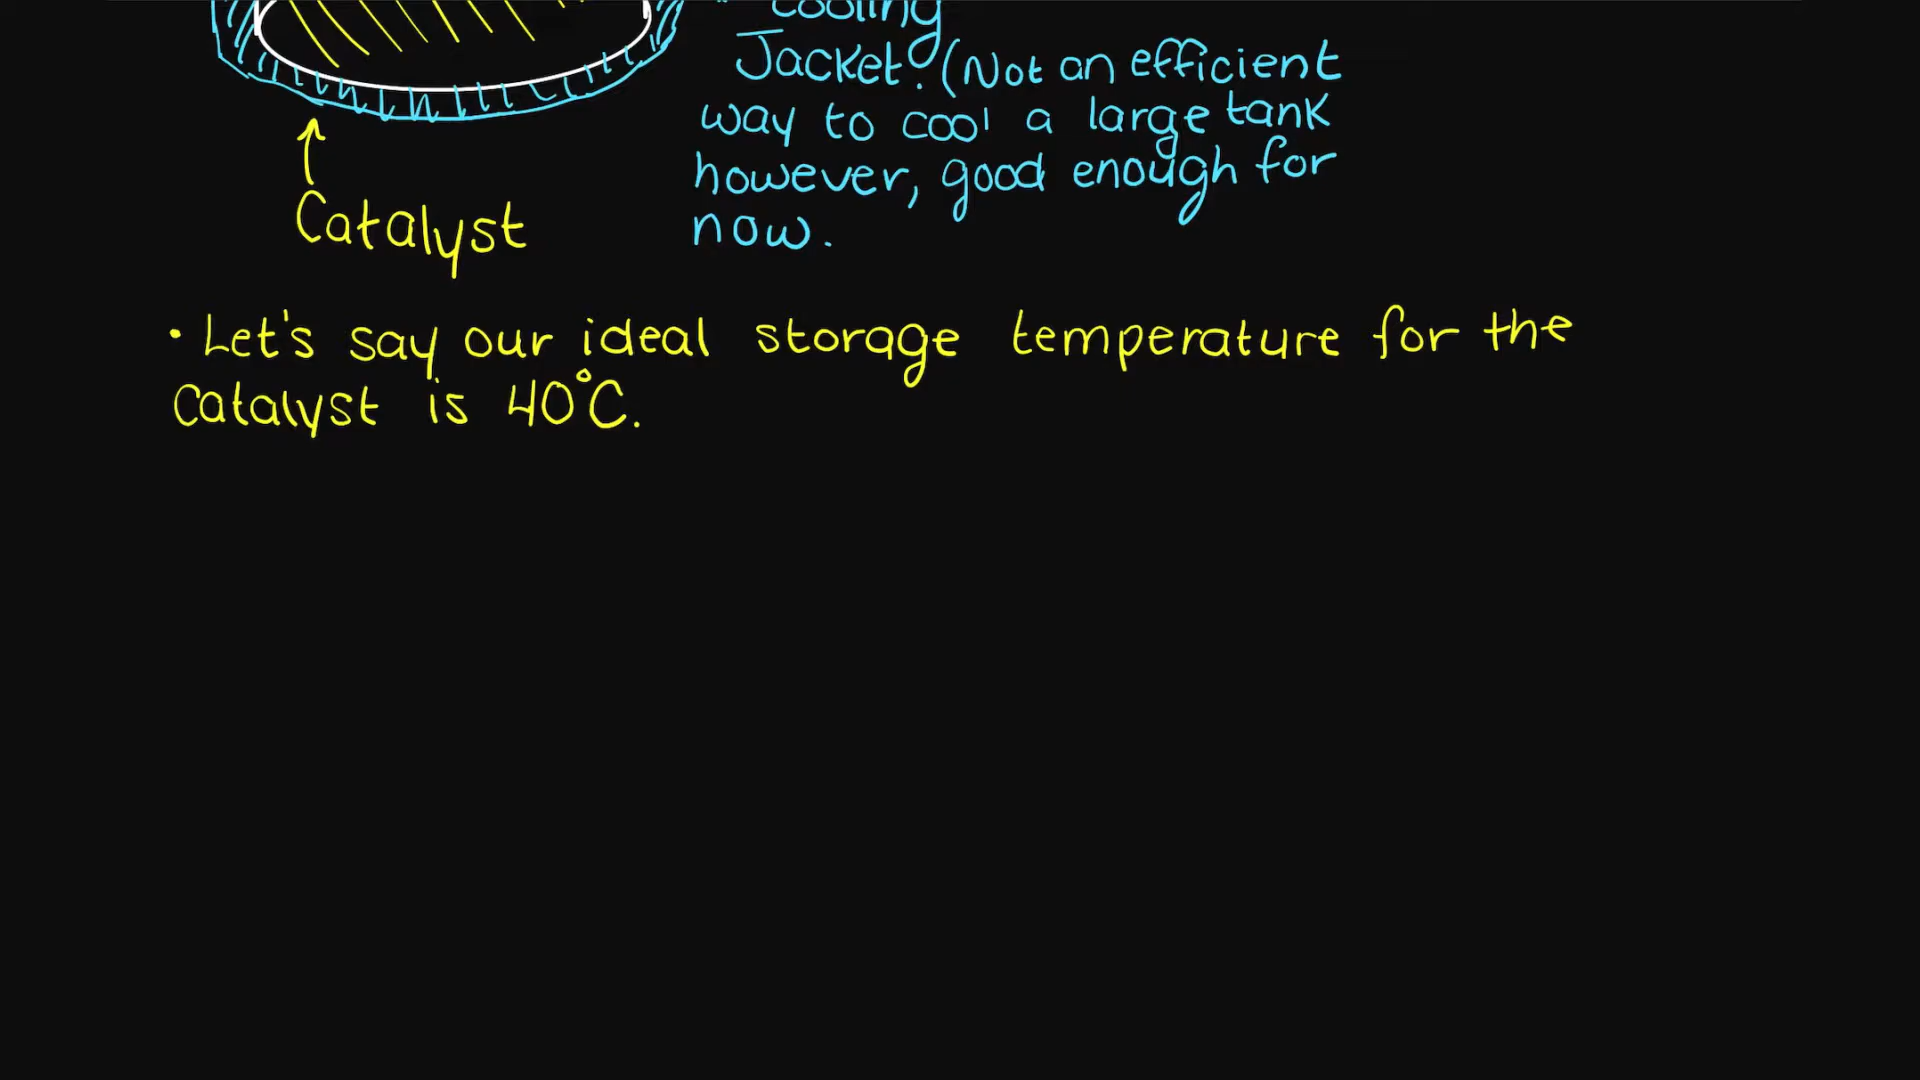 cooling
Jacket. (Not an efficient
way to cool a large tank
however, good enough for
now.
Catalyst
• Let's say our ideal storage temperature for the
Catalyst is 40°C.